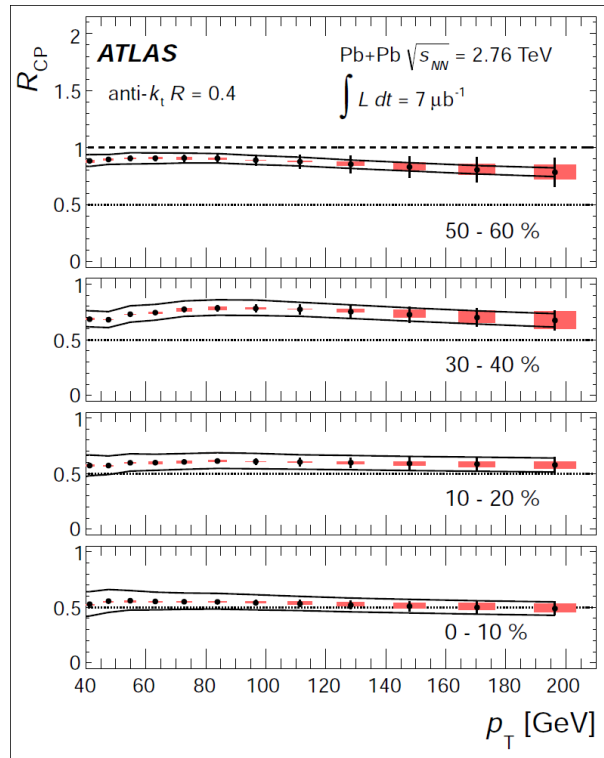 R_CP
ATLAS
Pb+Pb √s_NN = 2.76 TeV
anti-k_t R = 0.4
∫ L dt = 7 μb⁻¹
2
1.5
1
0.5
0
50 - 60 %
1
0.5
0
30 - 40 %
1
0.5
0
10 - 20 %
1
0.5
0
0 - 10 %
40 60 80 100 120 140 160 180 200
p_T [GeV]